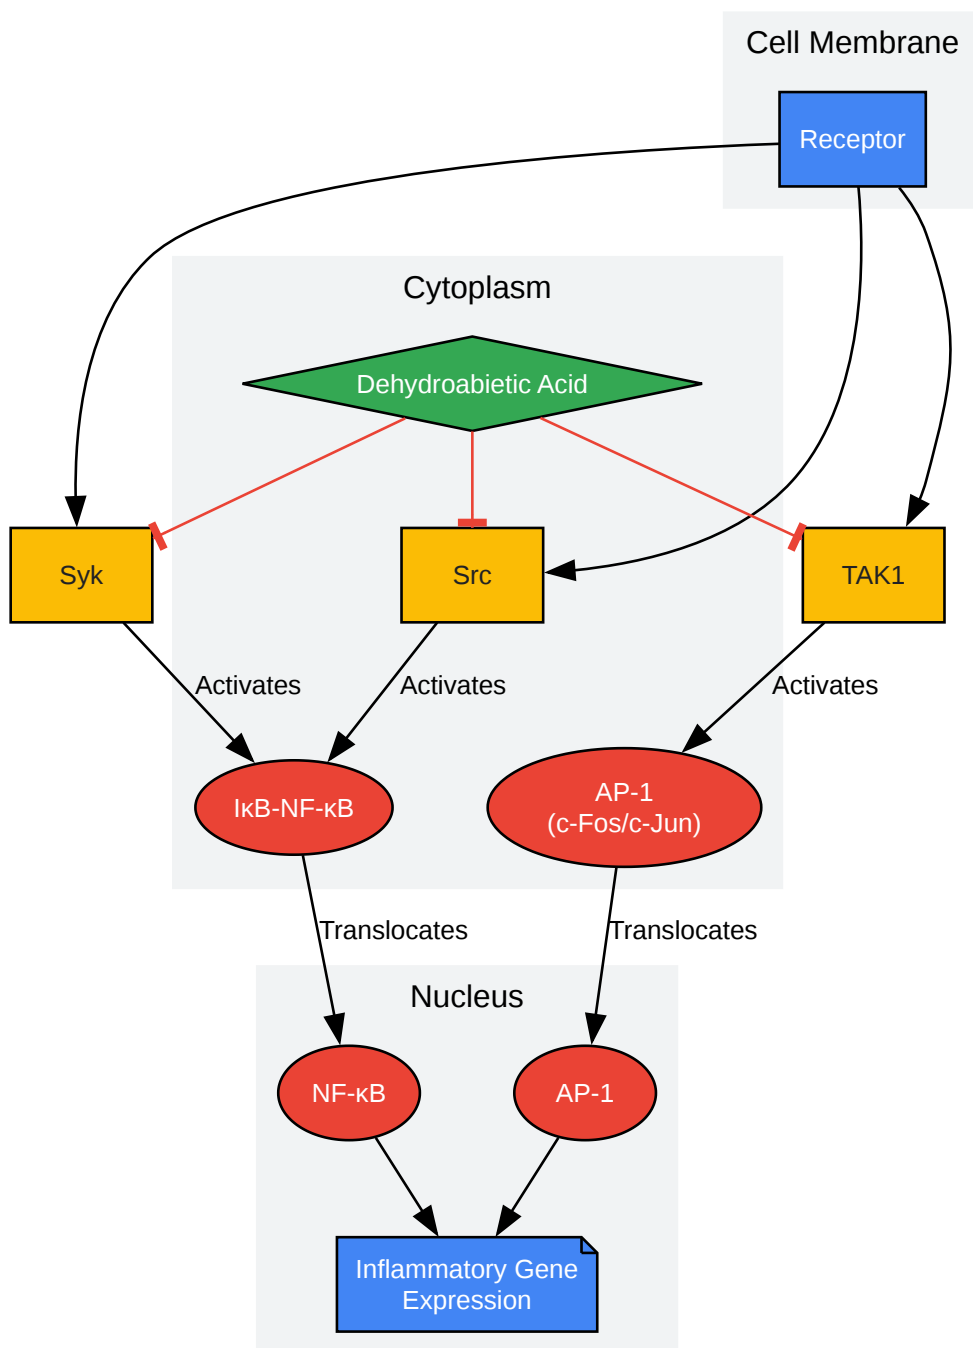 Cell Membrane
Receptor
Cytoplasm
Dehydroabietic Acid
Syk
Src
TAK1
Activates
Activates
Activates
IκB-NF-κB
AP-1
(c-Fos/c-Jun)
Translocates
Translocates
Nucleus
NF-κB
AP-1
Inflammatory Gene
Expression